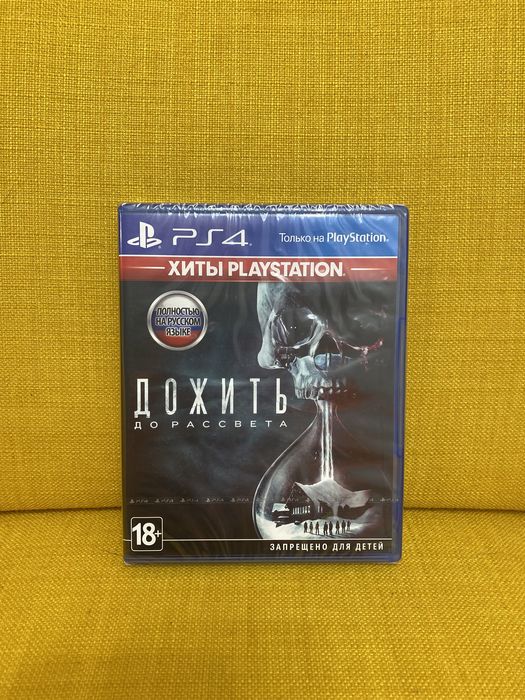 PS4
Только на PlayStation
ХИТЫ PLAYSTATION
ПОЛНОСТЬЮ
НА РУССКОМ
ЯЗЫКЕ
ДОЖИТЬ
ДО РАССВЕТА
18+
ЗАПРЕЩЕНО ДЛЯ ДЕТЕЙ